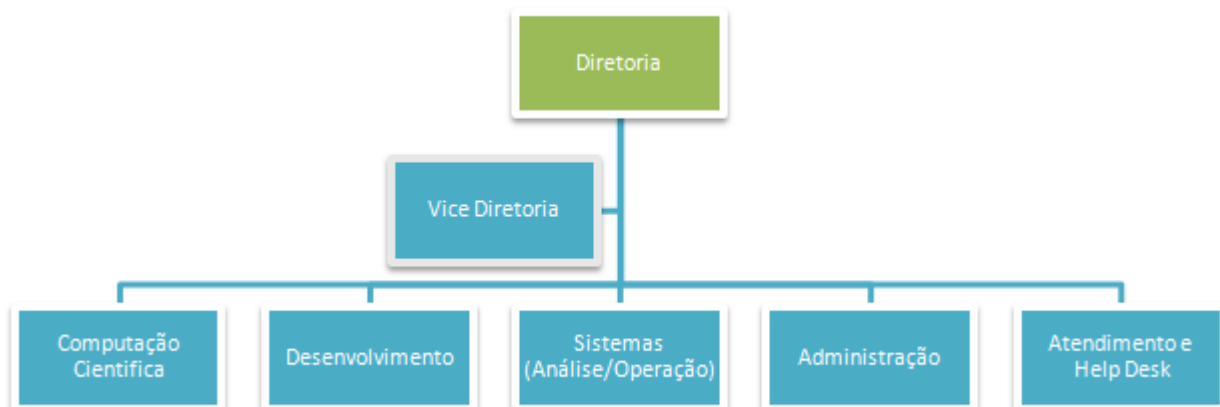 Diretoria
Vice Diretoria
Computação
Científica
Desenvolvimento
Sistemas
(Análise/Operação)
Administração
Atendimento e
Help Desk